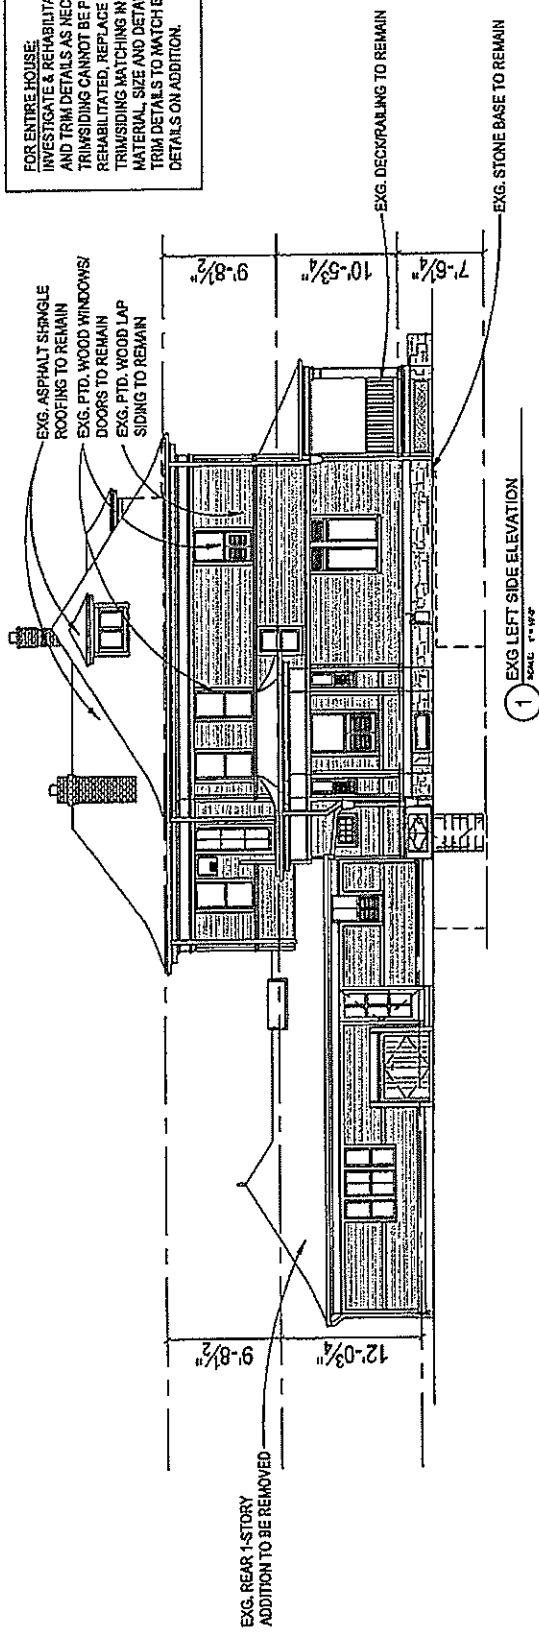 FOR ENTIRE HOUSE:
INVESTIGATE & REHABILITA
AND TRIM DETAILS AS NEC
TRIM/SIDING CANNOT BE
REHABILITATED, REPLACE
TRIM/SIDING MATCHING IN
MATERIAL, SIZE AND DETA
TRIM DETAILS TO MATCH
DETAILS ON ADDITION.
EXG. ASPHALT SHINGLE
ROOFING TO REMAIN
EXG. PTD. WOOD WINDOWS/
DOORS TO REMAIN
EXG. PTD. WOOD LAP
SIDING TO REMAIN
EXG. DECK/RAILING TO REMAIN
EXG. STONE BASE TO REMAIN
9'-8½"
10'-5¾"
7'-6¼"
EXG. REAR 1-STORY
ADDITION TO BE REMOVED
9'-8½"
12'-0¾"
1
EXG LEFT SIDE ELEVATION
SCALE: